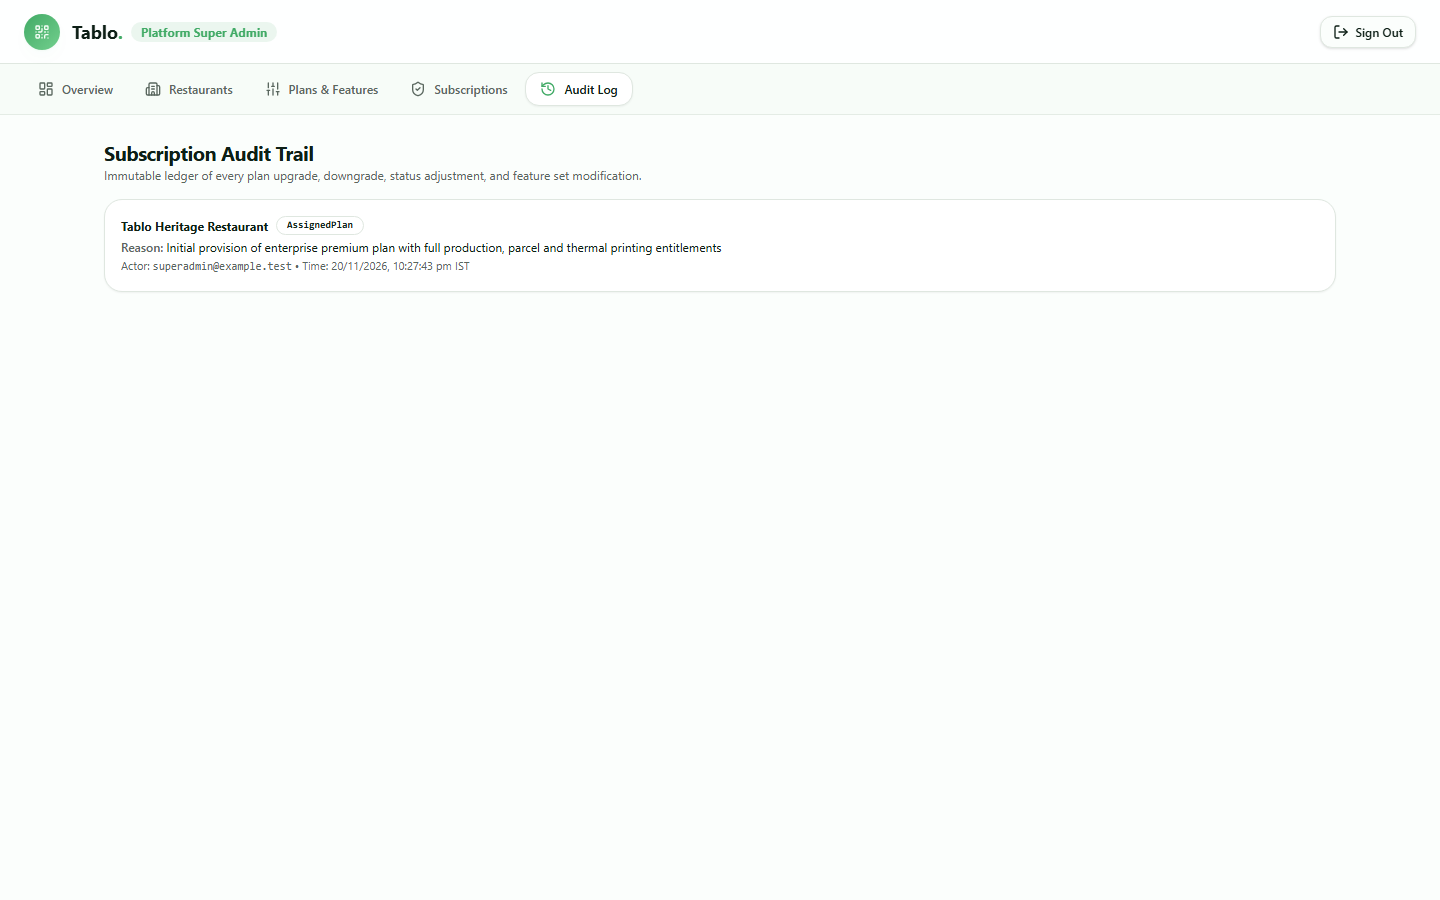 Tablo. Platform Super Admin Sign Out
Overview Restaurants Plans & Features Subscriptions Audit Log
Subscription Audit Trail
Immutable ledger of every plan upgrade, downgrade, status adjustment, and feature set modification.
Tablo Heritage Restaurant AssignedPlan
Reason: Initial provision of enterprise premium plan with full production, parcel and thermal printing entitlements
Actor: superadmin@example.test • Time: 20/11/2026, 10:27:43 pm IST